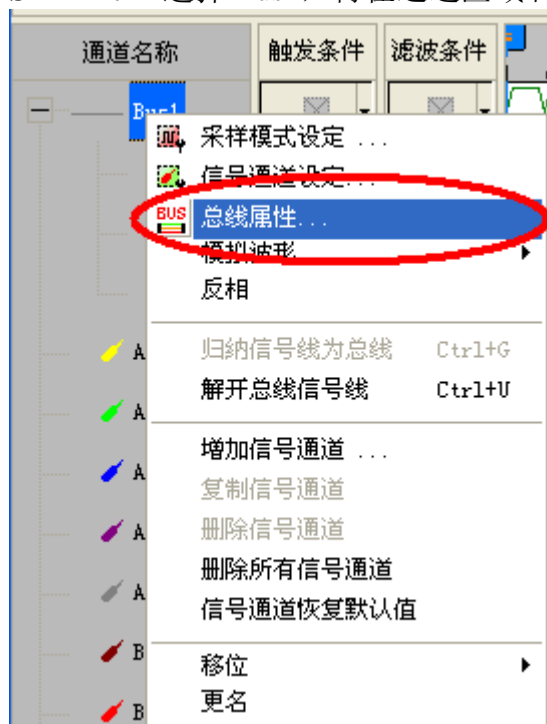 通道名称 触发条件 滤波条件
Bus1
采样模式设定 ...
信号通道设定...
BUS 总线属性...
模拟波形
反相
A 归纳信号线为总线 Ctrl+G
解开总线信号线 Ctrl+U
A
增加信号通道 ...
A
复制信号通道
A 删除信号通道
删除所有信号通道
A
信号通道恢复默认值
B 移位
更名
B